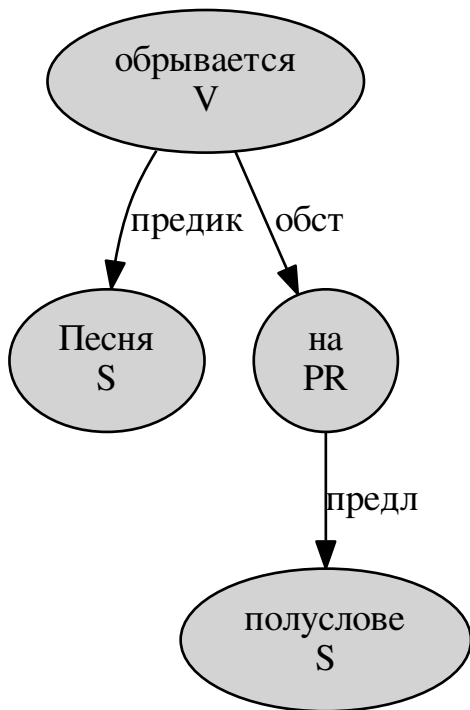 обрывается
V
предик
обст
Песня
S
на
PR
предл
полуслове
S